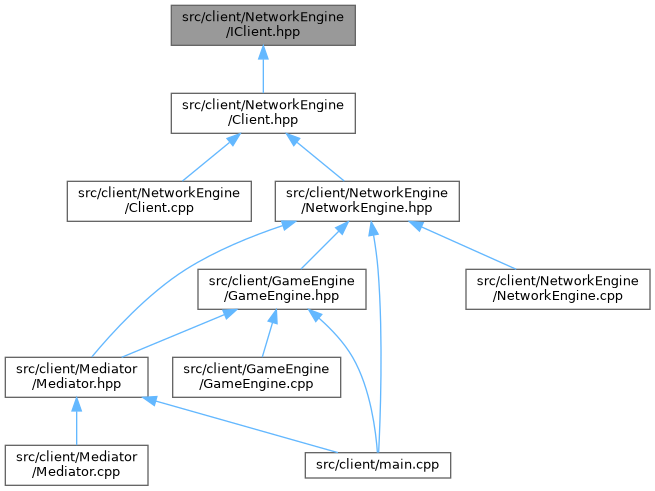 src/client/NetworkEngine
/IClient.hpp
src/client/NetworkEngine
/Client.hpp
src/client/NetworkEngine
/Client.cpp
src/client/NetworkEngine
/NetworkEngine.hpp
src/client/GameEngine
/GameEngine.hpp
src/client/NetworkEngine
/NetworkEngine.cpp
src/client/Mediator
/Mediator.hpp
src/client/GameEngine
/GameEngine.cpp
src/client/Mediator
/Mediator.cpp
src/client/main.cpp